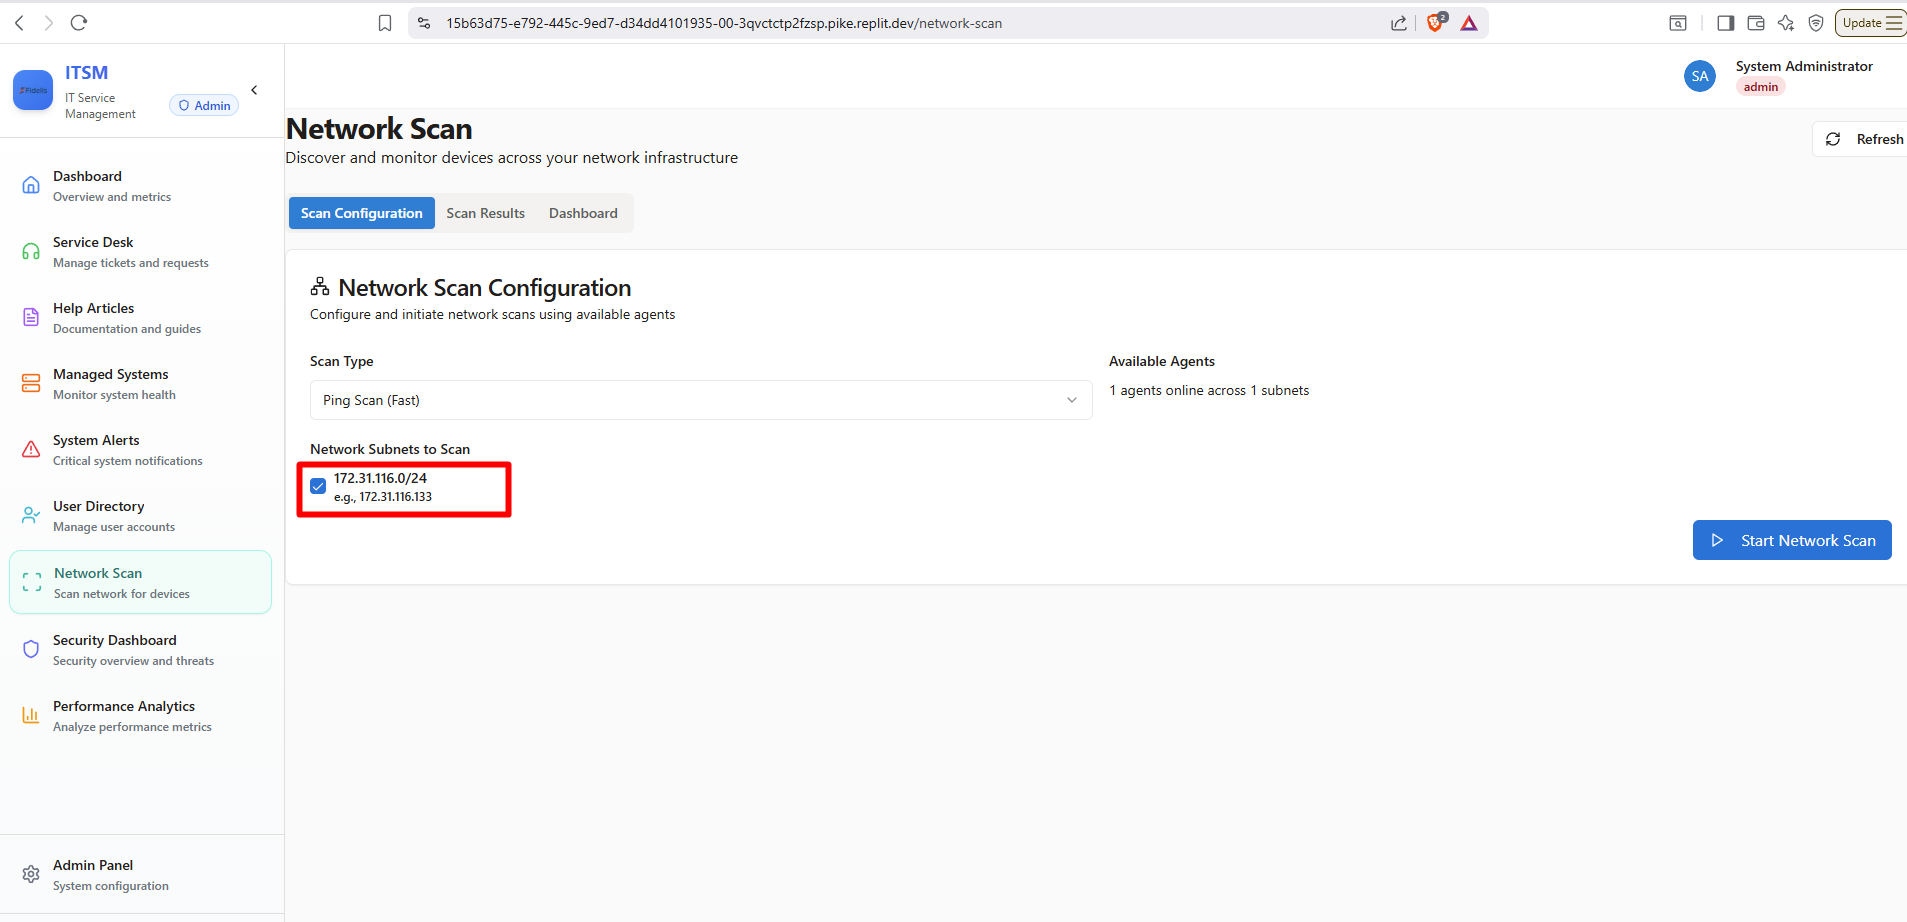 15b63d75-e792-445c-9ed7-d34dd4101935-00-3qvctctp2fzsp.pike.replit.dev/network-scan
2
Update
Fidelis
ITSM
IT Service
Management
Admin
SA
System Administrator
admin
Network Scan
Discover and monitor devices across your network infrastructure
Refresh
Dashboard
Overview and metrics
Service Desk
Manage tickets and requests
Help Articles
Documentation and guides
Managed Systems
Monitor system health
System Alerts
Critical system notifications
User Directory
Manage user accounts
Network Scan
Scan network for devices
Security Dashboard
Security overview and threats
Performance Analytics
Analyze performance metrics
Admin Panel
System configuration
Scan Configuration
Scan Results
Dashboard
Network Scan Configuration
Configure and initiate network scans using available agents
Scan Type
Ping Scan (Fast)
Available Agents
1 agents online across 1 subnets
Network Subnets to Scan
172.31.116.0/24
e.g., 172.31.116.133
Start Network Scan